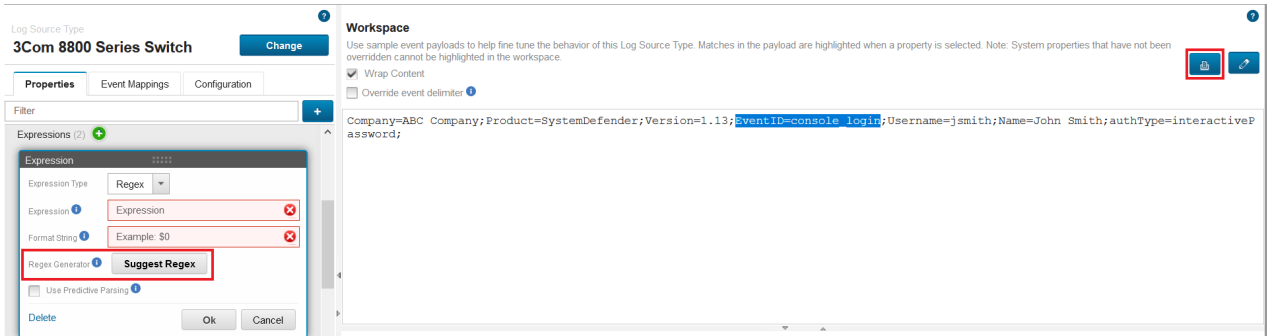 Log Source Type
3Com 8800 Series Switch
Change
Properties
Event Mappings
Configuration
Filter
Expressions (2)
Expression
Expression Type
Regex
Expression
Expression
Format String
Example: $0
Regex Generator
Suggest Regex
Use Predictive Parsing
Delete
Ok
Cancel
Workspace
Use sample event payloads to help fine tune the behavior of this Log Source Type. Matches in the payload are highlighted when a property is selected. Note: System properties that have not been
overridden cannot be highlighted in the workspace.
Wrap Content
Override event delimiter
Company=ABC Company;Product=SystemDefender;Version=1.13;EventID=console_login;Username=jsmith;Name=John Smith;authType=interactiveP
assword;